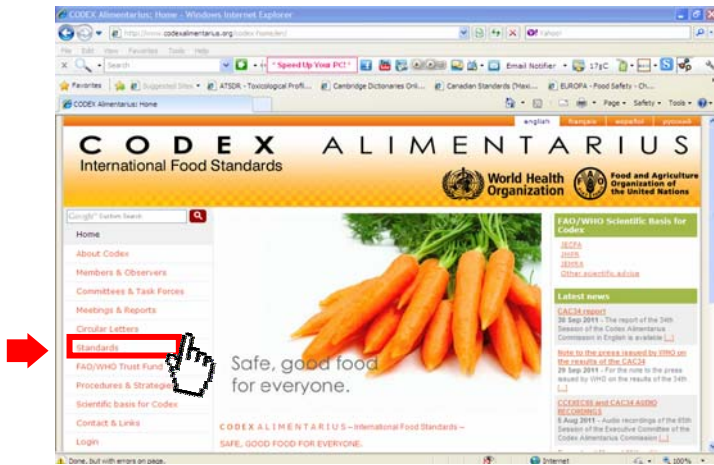 CODEX Alimentarius: Home - Windows Internet Explorer
http://www.codexalimentarius.org/codex-home/en/
File Edit View Favorites Tools Help
Search
"Speed Up Your PC!"
Email Notifier
17°C
Favorites
Suggested Sites
ATSDR - Toxicological Profi...
Cambridge Dictionaries Onli...
Canadian Standards (Maxi...
EUROPA - Food Safety - Ch...
CODEX Alimentarius: Home
Page Safety Tools
english français español русский
CODEX ALIMENTARIUS
International Food Standards
World Health Organization
Food and Agriculture Organization of the United Nations
Google™ Custom Search
Home
About Codex
Members & Observers
Committees & Task Forces
Meetings & Reports
Circular Letters
Standards
FAO/WHO Trust Fund
Procedures & Strategies
Scientific basis for Codex
Contact & Links
Login
Safe, good food
for everyone.
CODEX ALIMENTARIUS – International Food Standards –
SAFE, GOOD FOOD FOR EVERYONE.
FAO/WHO Scientific Basis for
Codex
JECFA
JMPR
JEMRA
Other scientific advice
Latest news
CAC34 report
30 Sep 2011 - The report of the 34th
Session of the Codex Alimentarius
Commission in English is available [...]
Note to the press issued by WHO on
the results of the CAC34
29 Sep 2011 - For the note to the press
issued by WHO on the results of the 34th
[...]
CCEXEC65 and CAC34 AUDIO
RECORDINGS
5 Aug 2011 - Audio recordings of the 65th
Session of the Executive Committee of the
Codex Alimentarius Commission [...]
Done, but with errors on page.
Internet
100%